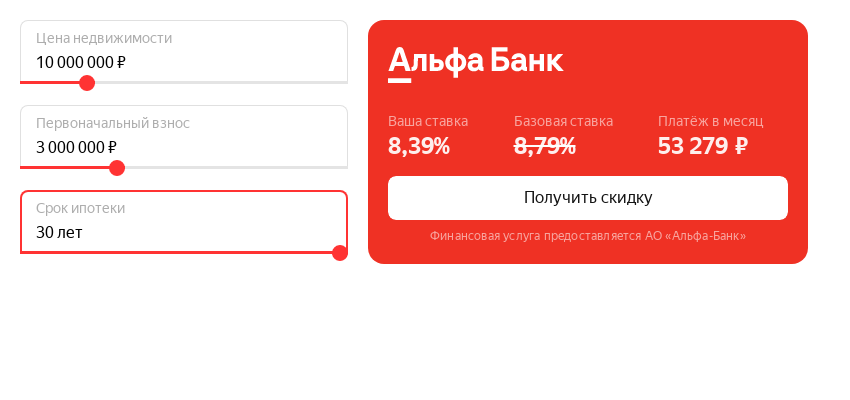 Цена недвижимости
10 000 000 ₽
Первоначальный взнос
3 000 000 ₽
Срок ипотеки
30 лет
Альфа Банк
Ваша ставка Базовая ставка Платёж в месяц
8,39% 8,79% 53 279 ₽
Получить скидку
Финансовая услуга предоставляется АО «Альфа-Банк»